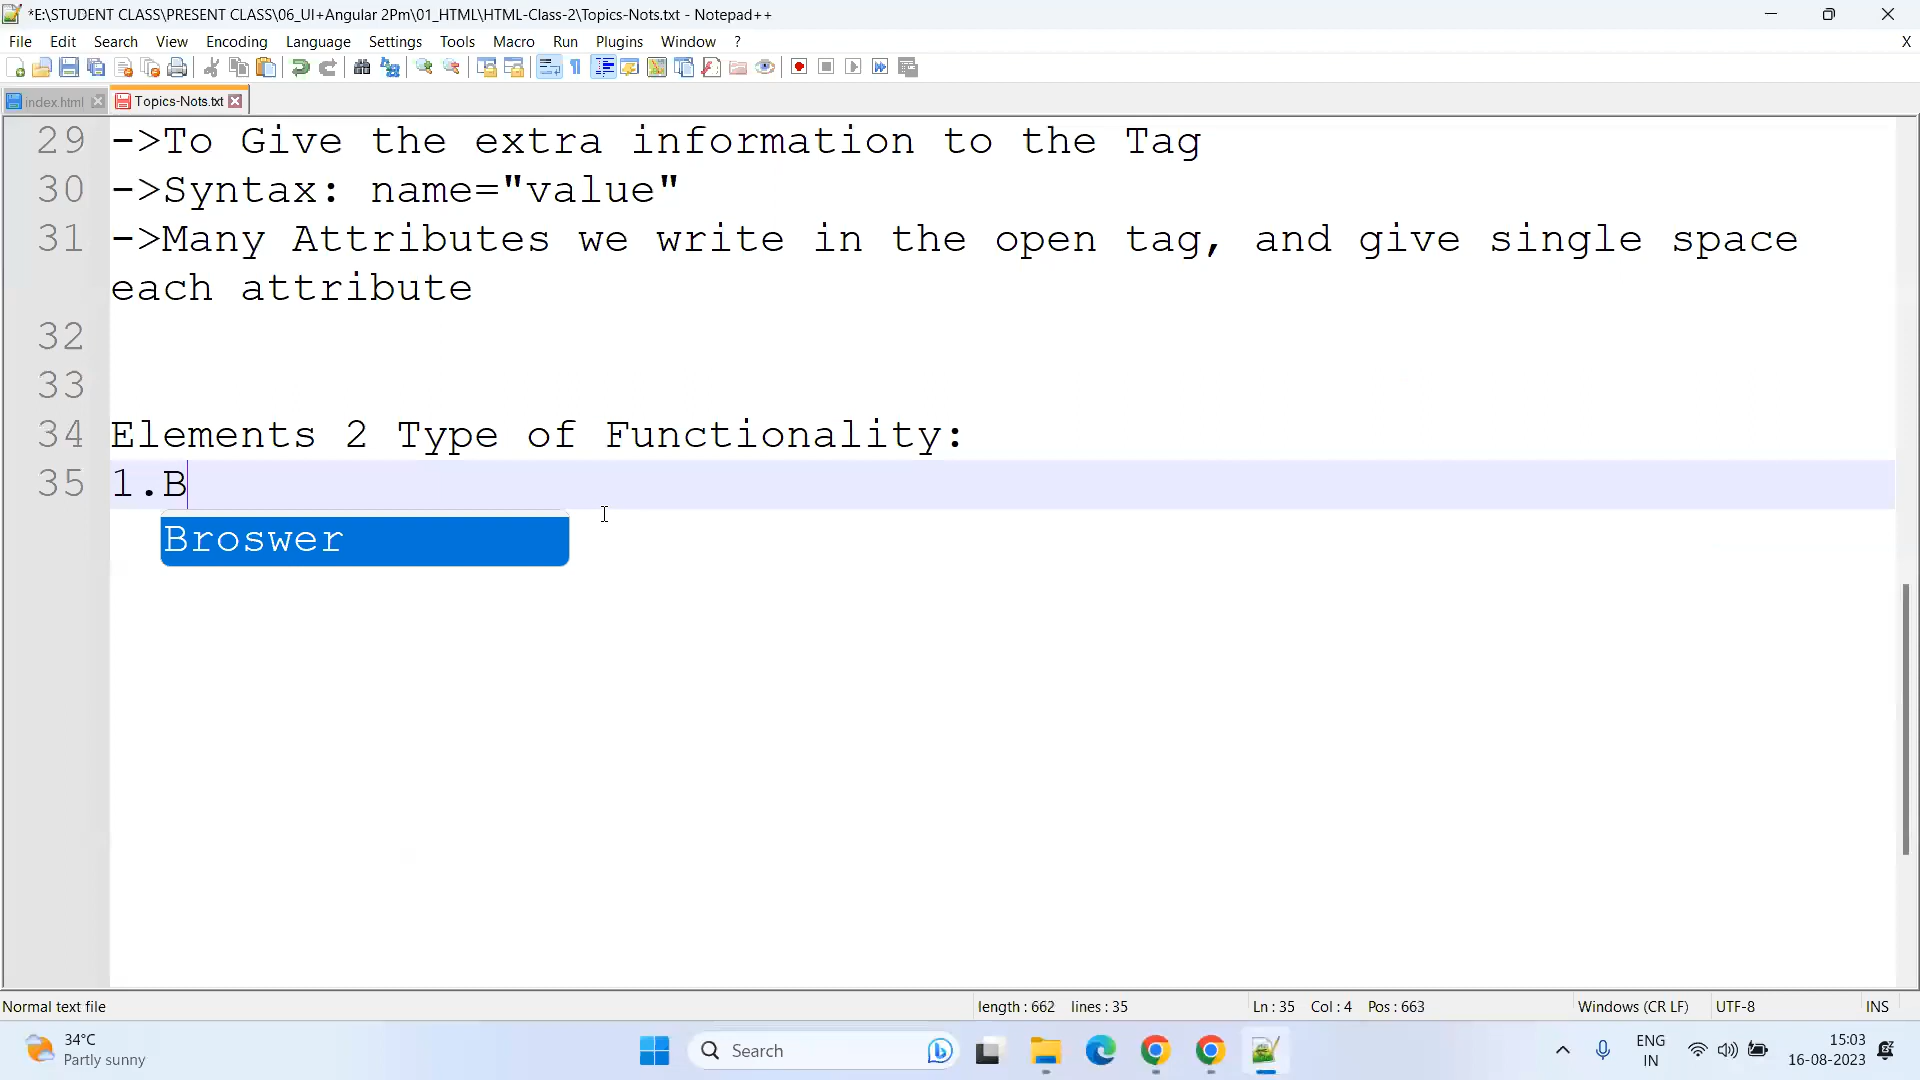 *E:\STUDENT CLASS\PRESENT CLASS\06_UI+Angular 2Pm\01_HTML\HTML-Class-2\Topics-Nots.txt - Notepad++
File Edit Search View Encoding Language Settings Tools Macro Run Plugins Window ? X
index.html Topics-Nots.txt
29 ->To Give the extra information to the Tag
30 ->Syntax: name="value"
31 ->Many Attributes we write in the open tag, and give single space
each attribute
32
33
34 Elements 2 Type of Functionality:
35 1.B
Broswer
Normal text file length : 662 lines : 35 Ln : 35 Col : 4 Pos : 663 Windows (CR LF) UTF-8 INS
34°C
Partly sunny
Search
ENG
IN
15:03
16-08-2023